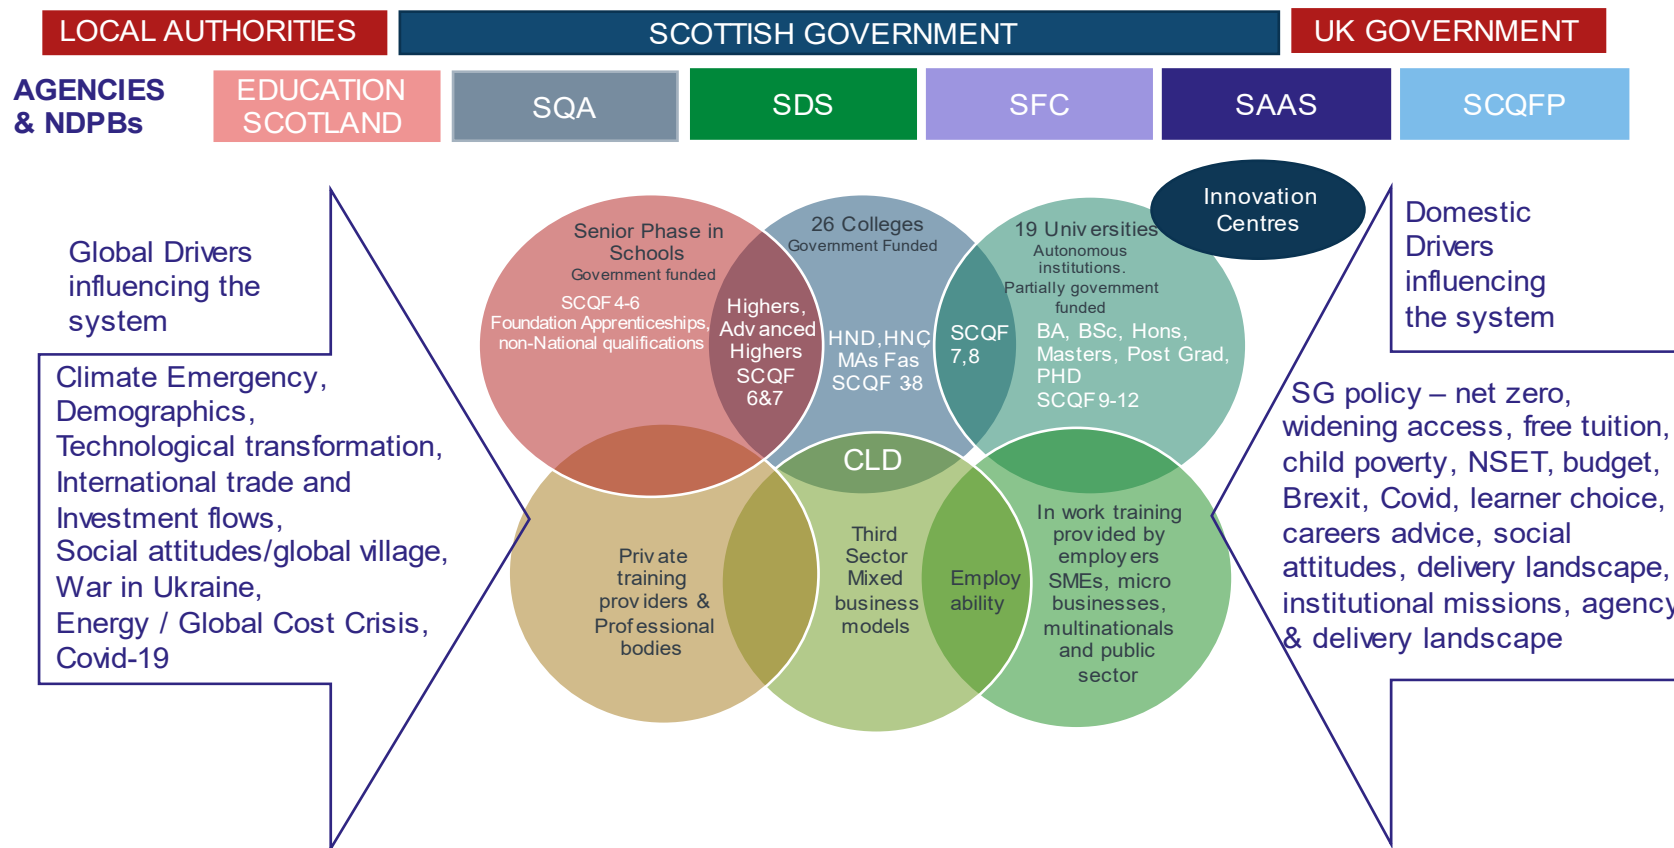 LOCAL AUTHORITIES
SCOTTISH GOVERNMENT
UK GOVERNMENT
AGENCIES
& NDPBs
EDUCATION
SCOTLAND
SQA
SDS
SFC
SAAS
SCQFP
Global Drivers
influencing the
system
Climate Emergency,
Demographics,
Technological transformation,
International trade and
Investment flows,
Social attitudes/global village,
War in Ukraine,
Energy / Global Cost Crisis,
Covid-19
Senior Phase in
Schools
Government funded
SCQF 4-6
Foundation Apprenticeships,
non-National qualifications
Highers,
Advanced
Highers
SCQF
6&7
26 Colleges
Government Funded
HND, HNC,
MAs Fas
SCQF 3-8
SCQF
7,8
19 Universities
Autonomous
institutions.
Partially government
funded
BA, BSc, Hons,
Masters, Post Grad,
PHD
SCQF 9-12
Innovation
Centres
CLD
Private
training
providers &
Professional
bodies
Third
Sector
Mixed
business
models
Employ
ability
In work training
provided by
employers
SMEs, micro
businesses,
multinationals
and public
sector
Domestic
Drivers
influencing
the system
SG policy – net zero,
widening access, free tuition,
child poverty, NSET, budget,
Brexit, Covid, learner choice,
careers advice, social
attitudes, delivery landscape,
institutional missions, agency
& delivery landscape